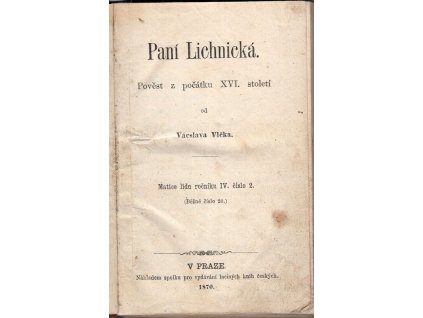 Paní Lichnická.
Pověst z počátku XVI. století
od
Václava Vlčka.
Matice lidu ročníku IV. číslo 2.
(Běžné číslo 20.)
V PRAZE.
Nákladem spolku pro vydávání laciných knih českých.
1870.